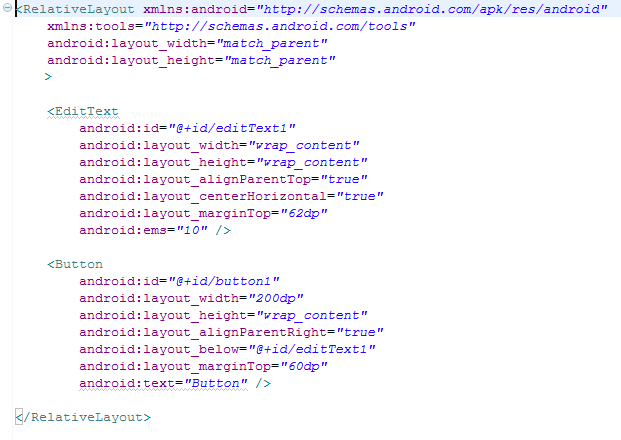 <RelativeLayout xmlns:android="http://schemas.android.com/apk/res/android"
    xmlns:tools="http://schemas.android.com/tools"
    android:layout_width="match_parent"
    android:layout_height="match_parent"
    >
    <EditText
        android:id="@+id/editText1"
        android:layout_width="wrap_content"
        android:layout_height="wrap_content"
        android:layout_alignParentTop="true"
        android:layout_centerHorizontal="true"
        android:layout_marginTop="62dp"
        android:ems="10" />
    <Button
        android:id="@+id/button1"
        android:layout_width="200dp"
        android:layout_height="wrap_content"
        android:layout_alignParentRight="true"
        android:layout_below="@+id/editText1"
        android:layout_marginTop="60dp"
        android:text="Button" />
</RelativeLayout>